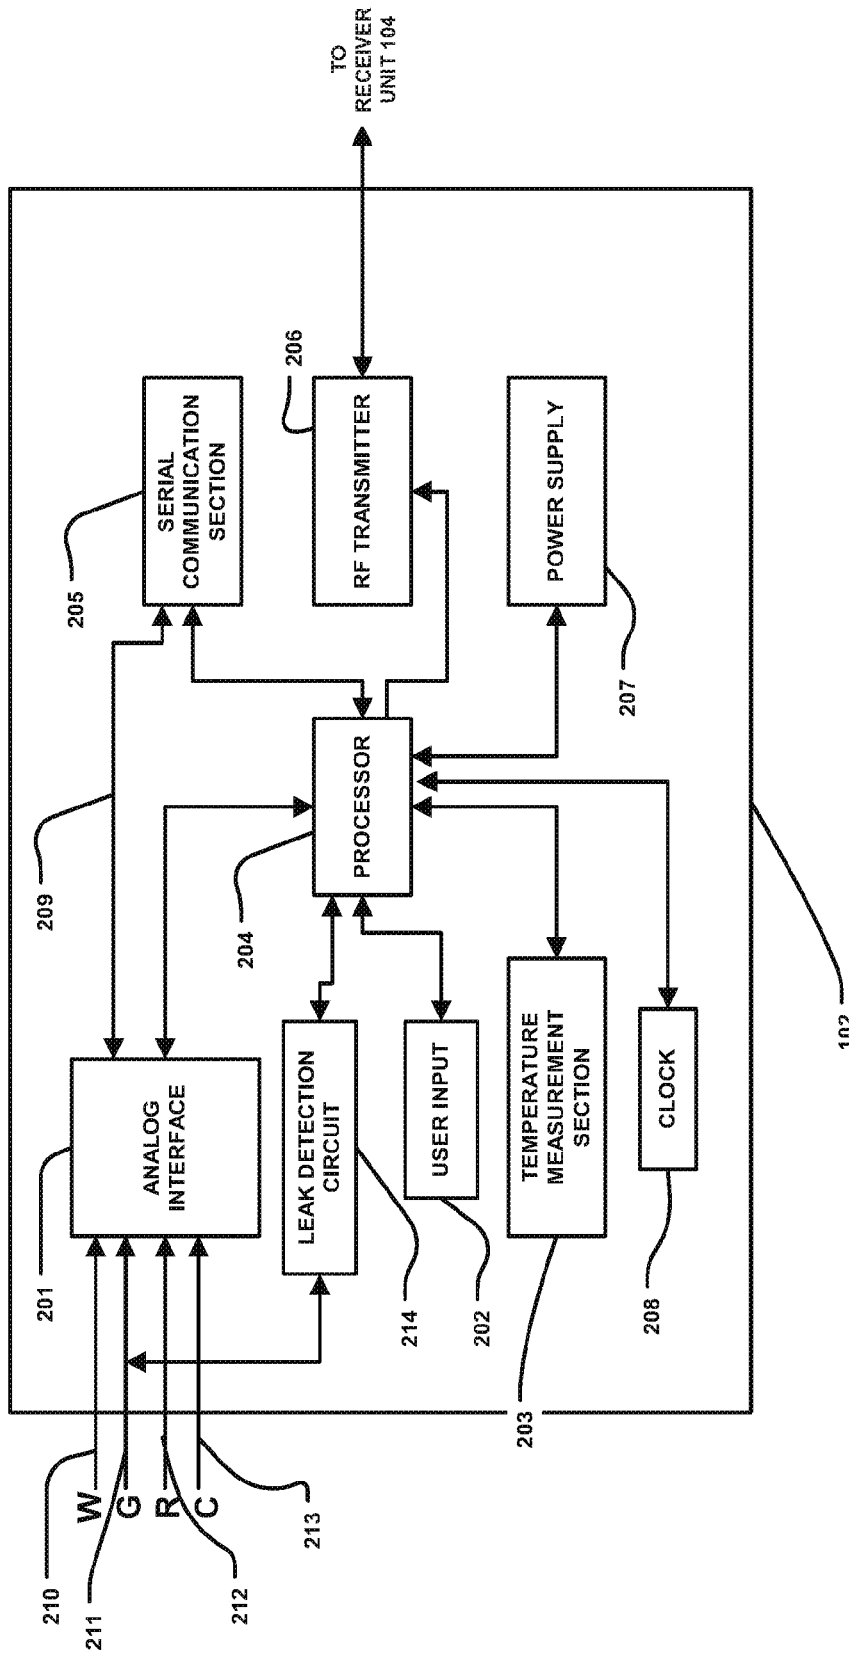 210
W
211
G
212
R
213
C
201
ANALOG
INTERFACE
209
205
SERIAL
COMMUNICATION
SECTION
214
LEAK DETECTION
CIRCUIT
204
PROCESSOR
206
RF TRANSMITTER
TO
RECEIVER
UNIT 104
202
USER INPUT
203
TEMPERATURE
MEASUREMENT
SECTION
207
POWER SUPPLY
208
CLOCK
102